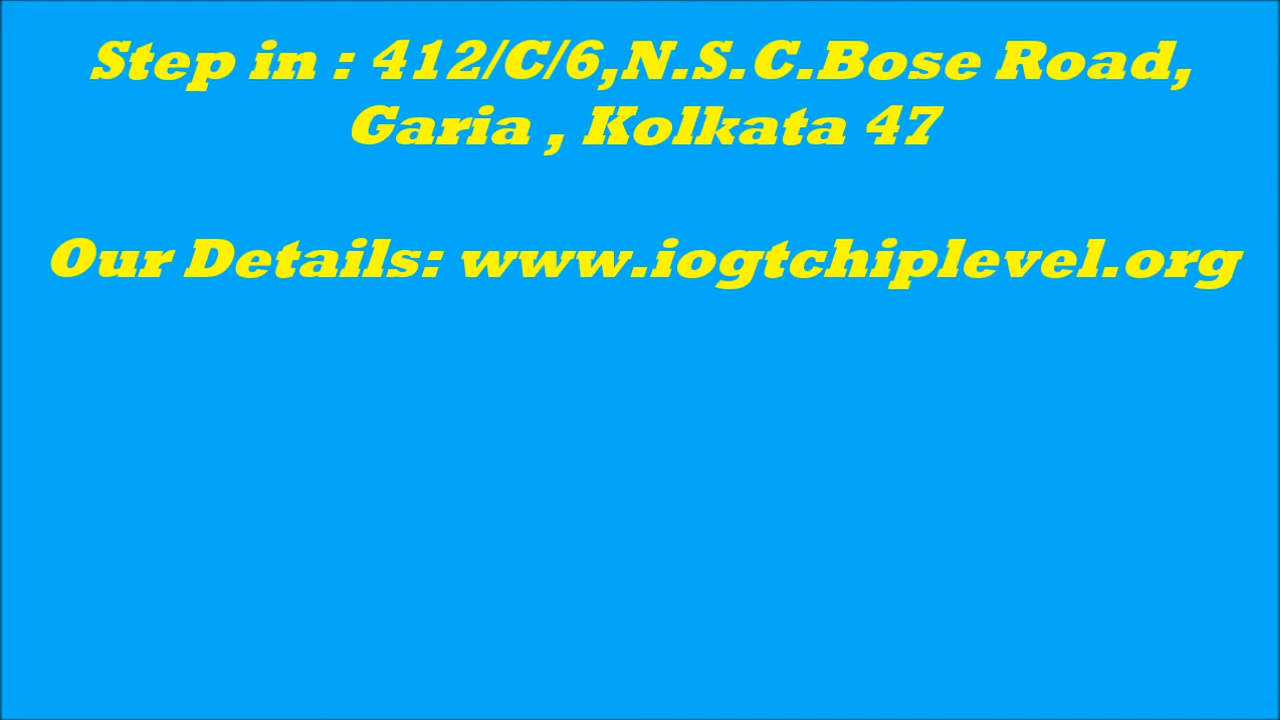 Step in : 412/C/6,N.S.C.Bose Road,
Garia , Kolkata 47
Our Details: www.iogtchiplevel.org